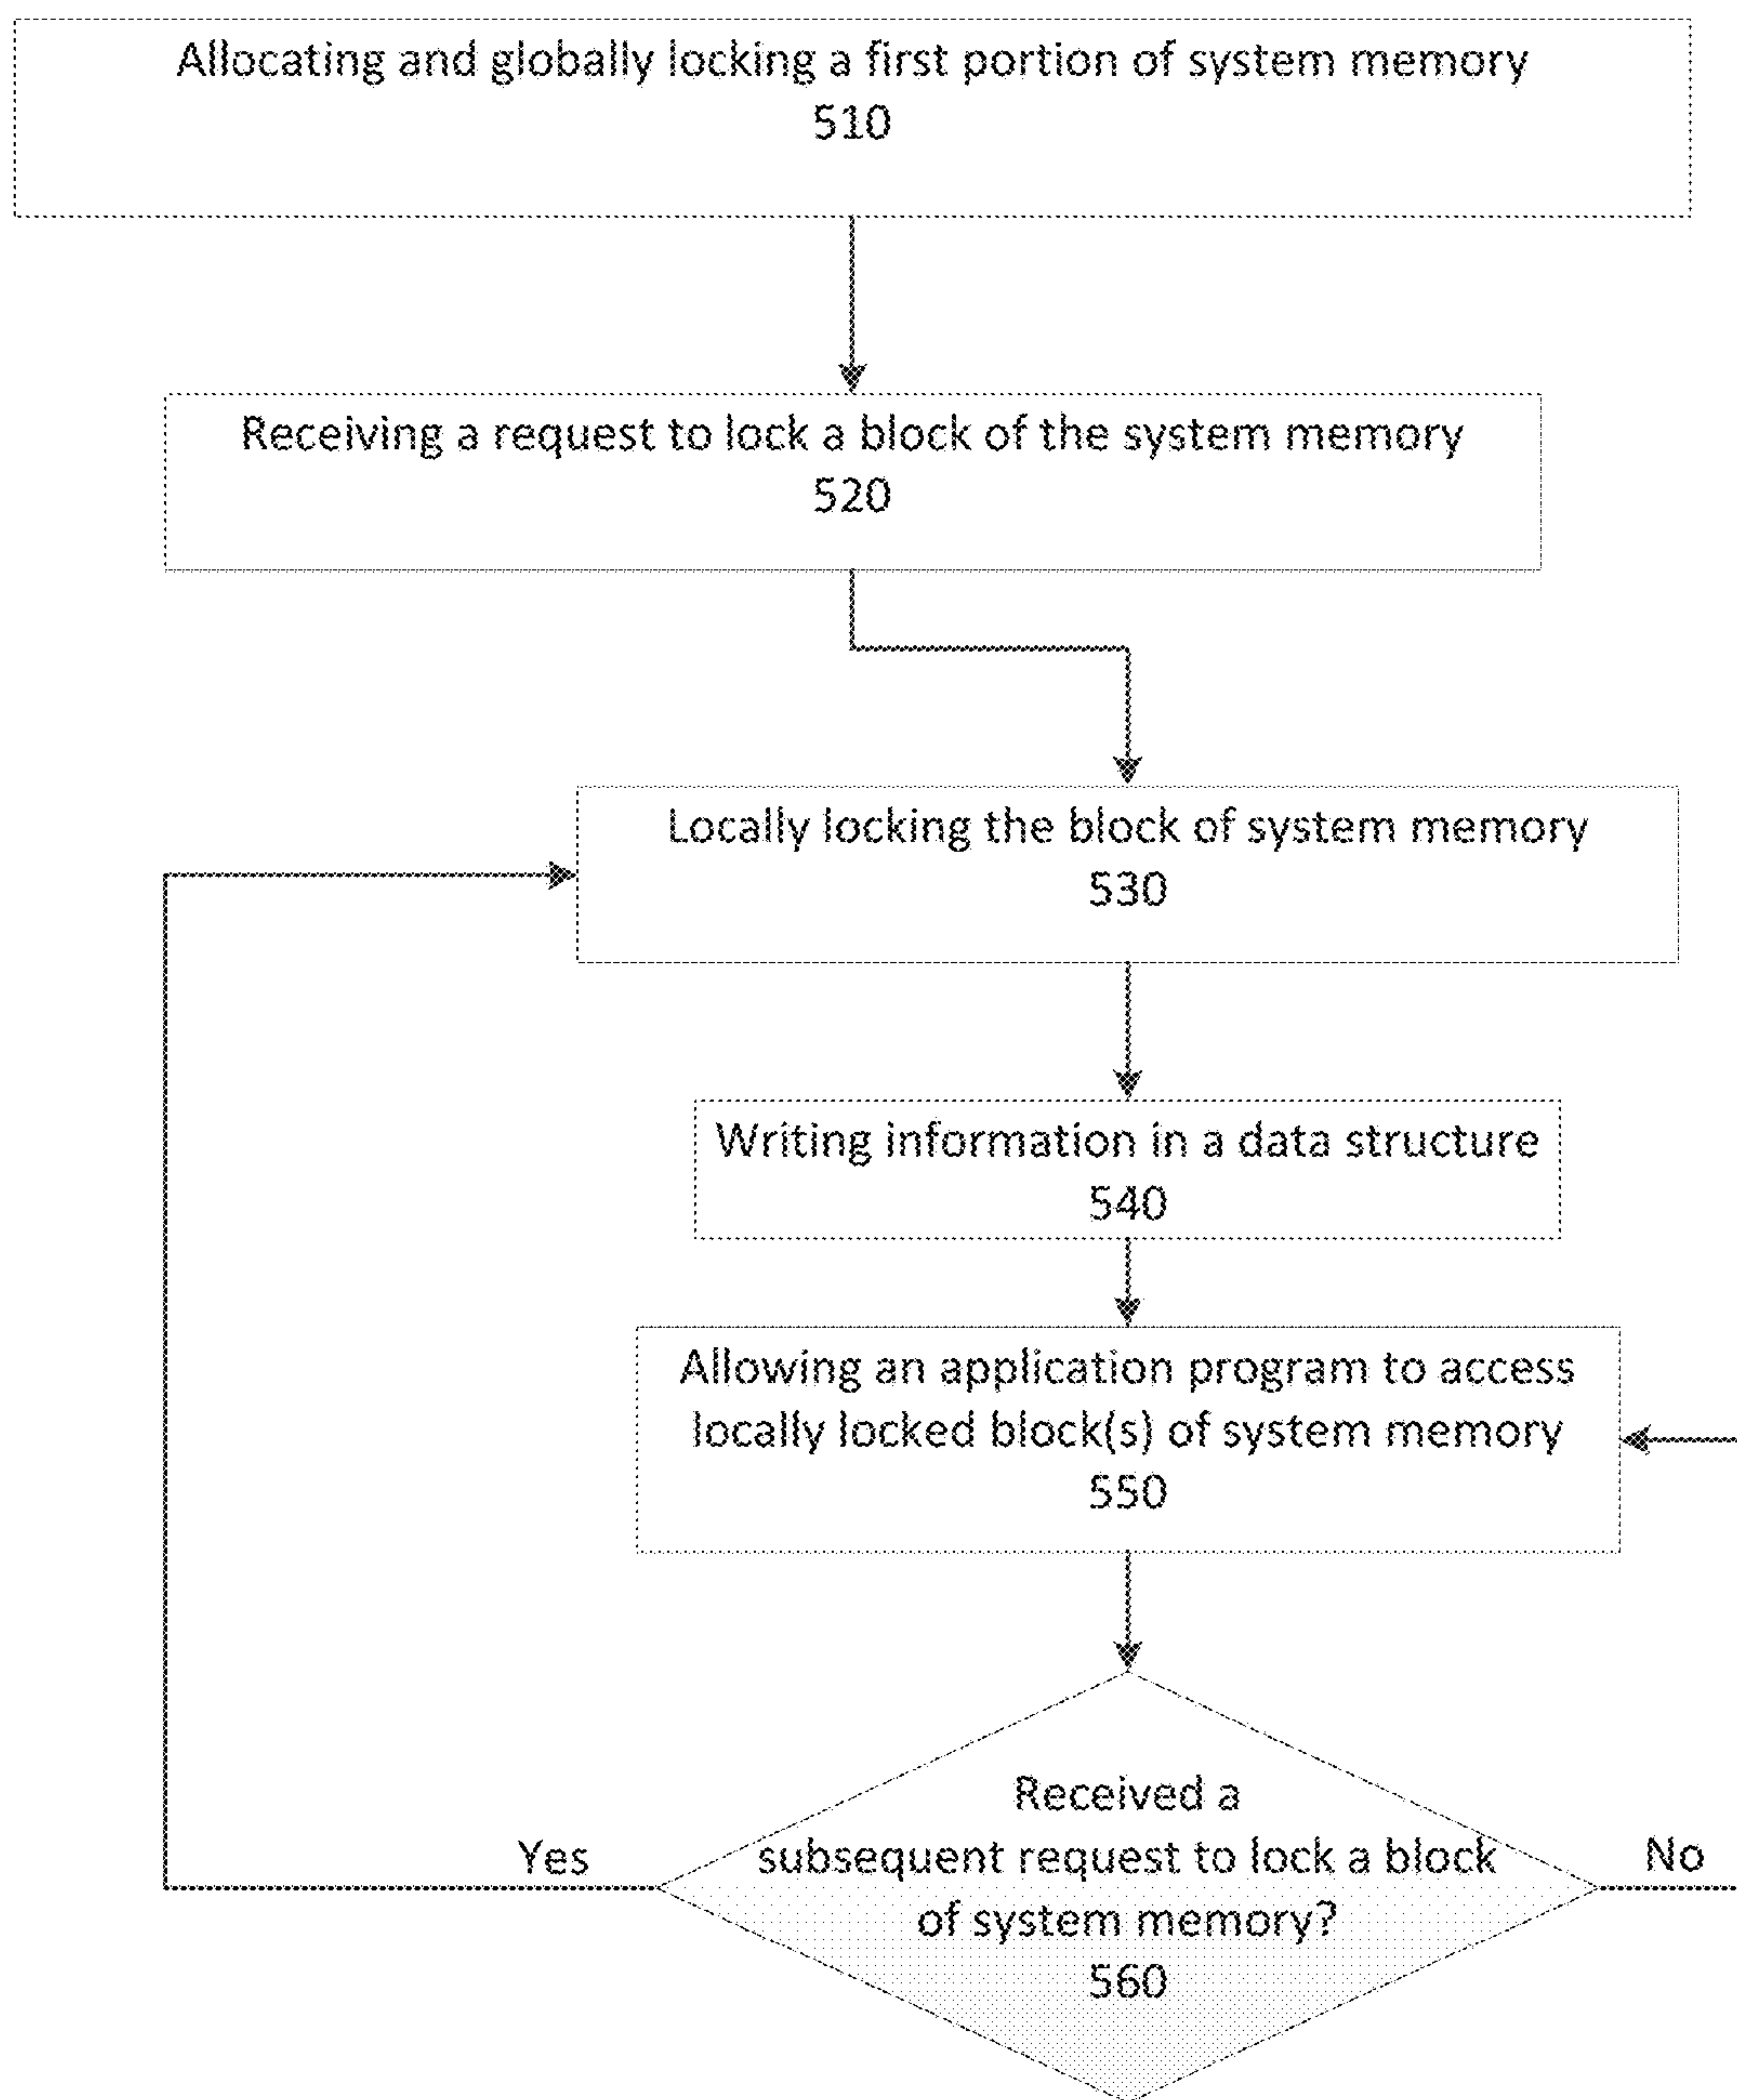 Allocating and globally locking a first portion of system memory
510
Receiving a request to lock a block of the system memory
520
Locally locking the block of system memory
530
Writing information in a data structure
540
Allowing an application program to access
locally locked block(s) of system memory
550
Received a
subsequent request to lock a block
of system memory?
560
Yes
No